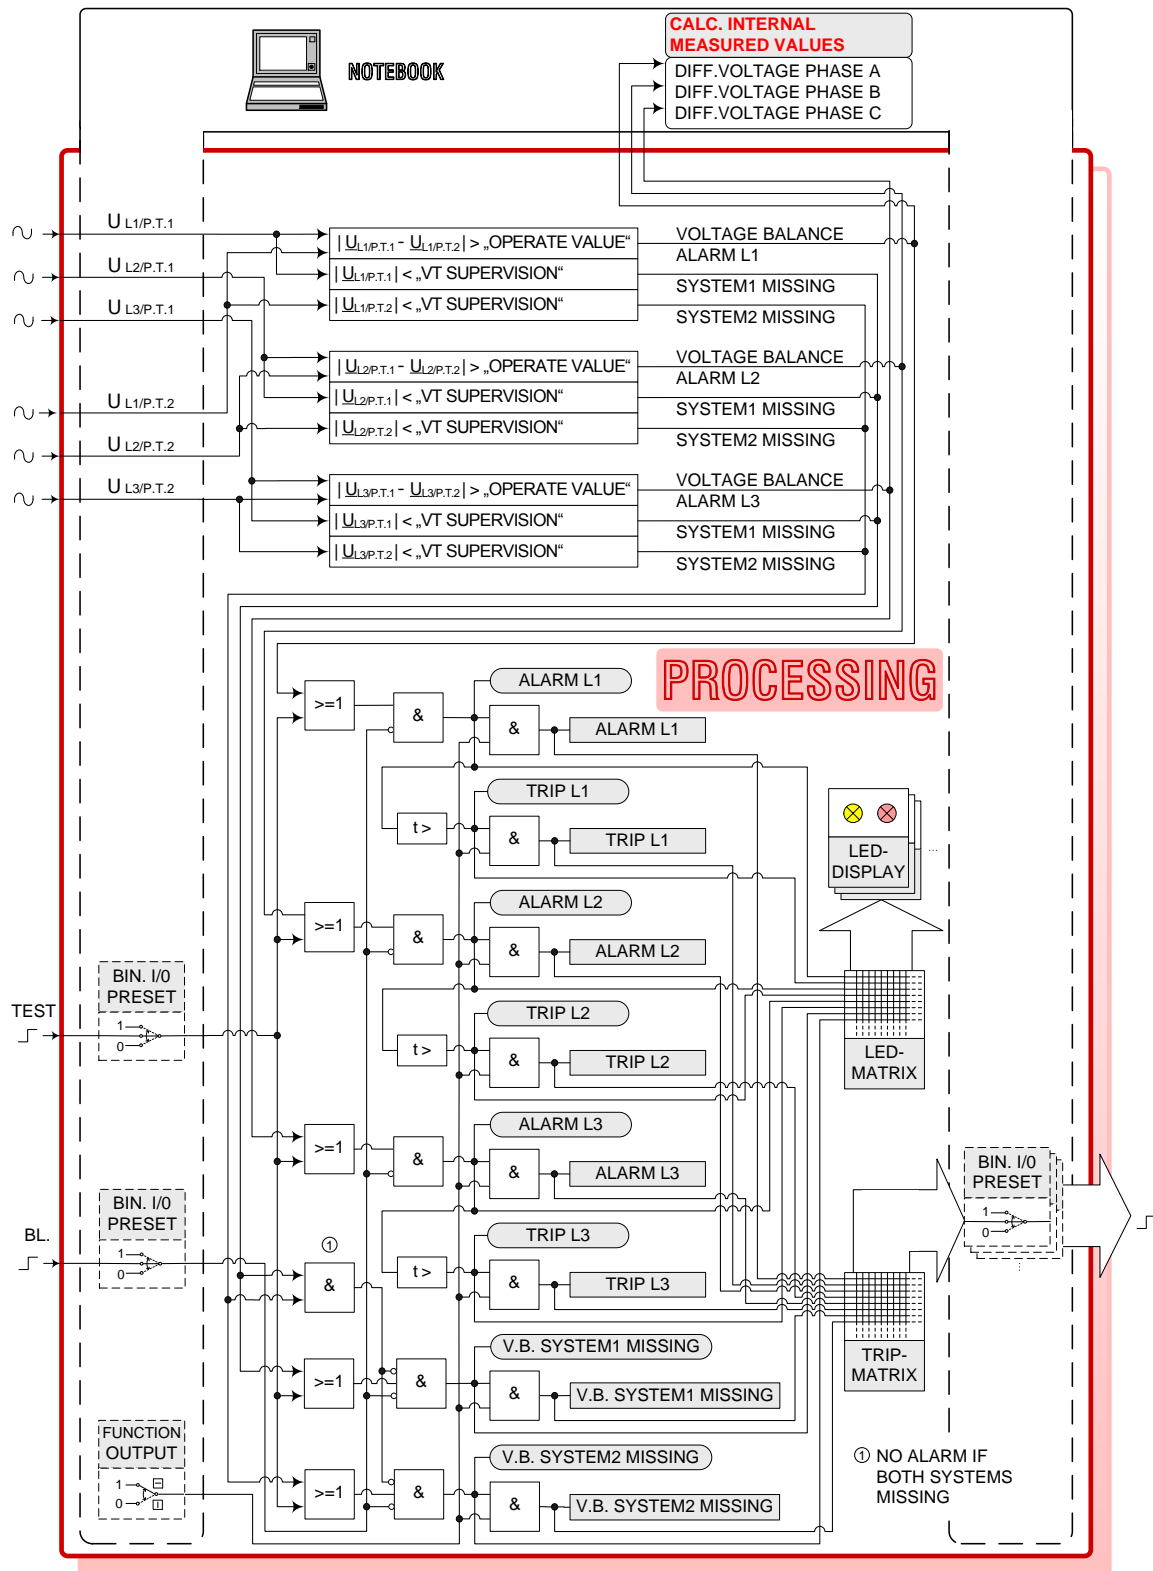 NOTEBOOK
CALC. INTERNAL
MEASURED VALUES
DIFF.VOLTAGE PHASE A
DIFF.VOLTAGE PHASE B
DIFF.VOLTAGE PHASE C
U L1/P.T.1
U L2/P.T.1
U L3/P.T.1
U L1/P.T.2
U L2/P.T.2
U L3/P.T.2
| U L1/P.T.1 - U L1/P.T.2 | > „OPERATE VALUE“
| U L1/P.T.1 | < „VT SUPERVISION“
| U L1/P.T.2 | < „VT SUPERVISION“
VOLTAGE BALANCE
ALARM L1
SYSTEM1 MISSING
SYSTEM2 MISSING
| U L2/P.T.1 - U L2/P.T.2 | > „OPERATE VALUE“
| U L2/P.T.1 | < „VT SUPERVISION“
| U L2/P.T.2 | < „VT SUPERVISION“
VOLTAGE BALANCE
ALARM L2
SYSTEM1 MISSING
SYSTEM2 MISSING
| U L3/P.T.1 - U L3/P.T.2 | > „OPERATE VALUE“
| U L3/P.T.1 | < „VT SUPERVISION“
| U L3/P.T.2 | < „VT SUPERVISION“
VOLTAGE BALANCE
ALARM L3
SYSTEM1 MISSING
SYSTEM2 MISSING
PROCESSING
>=1
&
ALARM L1
&
ALARM L1
t >
TRIP L1
&
TRIP L1
LED-
DISPLAY
...
>=1
&
ALARM L2
&
ALARM L2
t >
TRIP L2
&
TRIP L2
LED-
MATRIX
TEST
BIN. I/0
PRESET
1
0
>=1
&
ALARM L3
&
ALARM L3
t >
TRIP L3
&
TRIP L3
BL.
BIN. I/0
PRESET
1
0
①
&
BIN. I/0
PRESET
1
0
...
TRIP-
MATRIX
>=1
&
V.B. SYSTEM1 MISSING
&
V.B. SYSTEM1 MISSING
FUNCTION
OUTPUT
1
0
>=1
&
V.B. SYSTEM2 MISSING
&
V.B. SYSTEM2 MISSING
① NO ALARM IF
BOTH SYSTEMS
MISSING